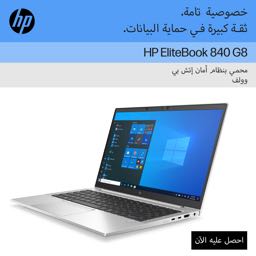 hp
خصوصية تامة.
ثقة كبيرة في حماية البيانات.
HP EliteBook 840 G8
محمي بنظام أمان إتش بي
وولف
احصل عليه الآن